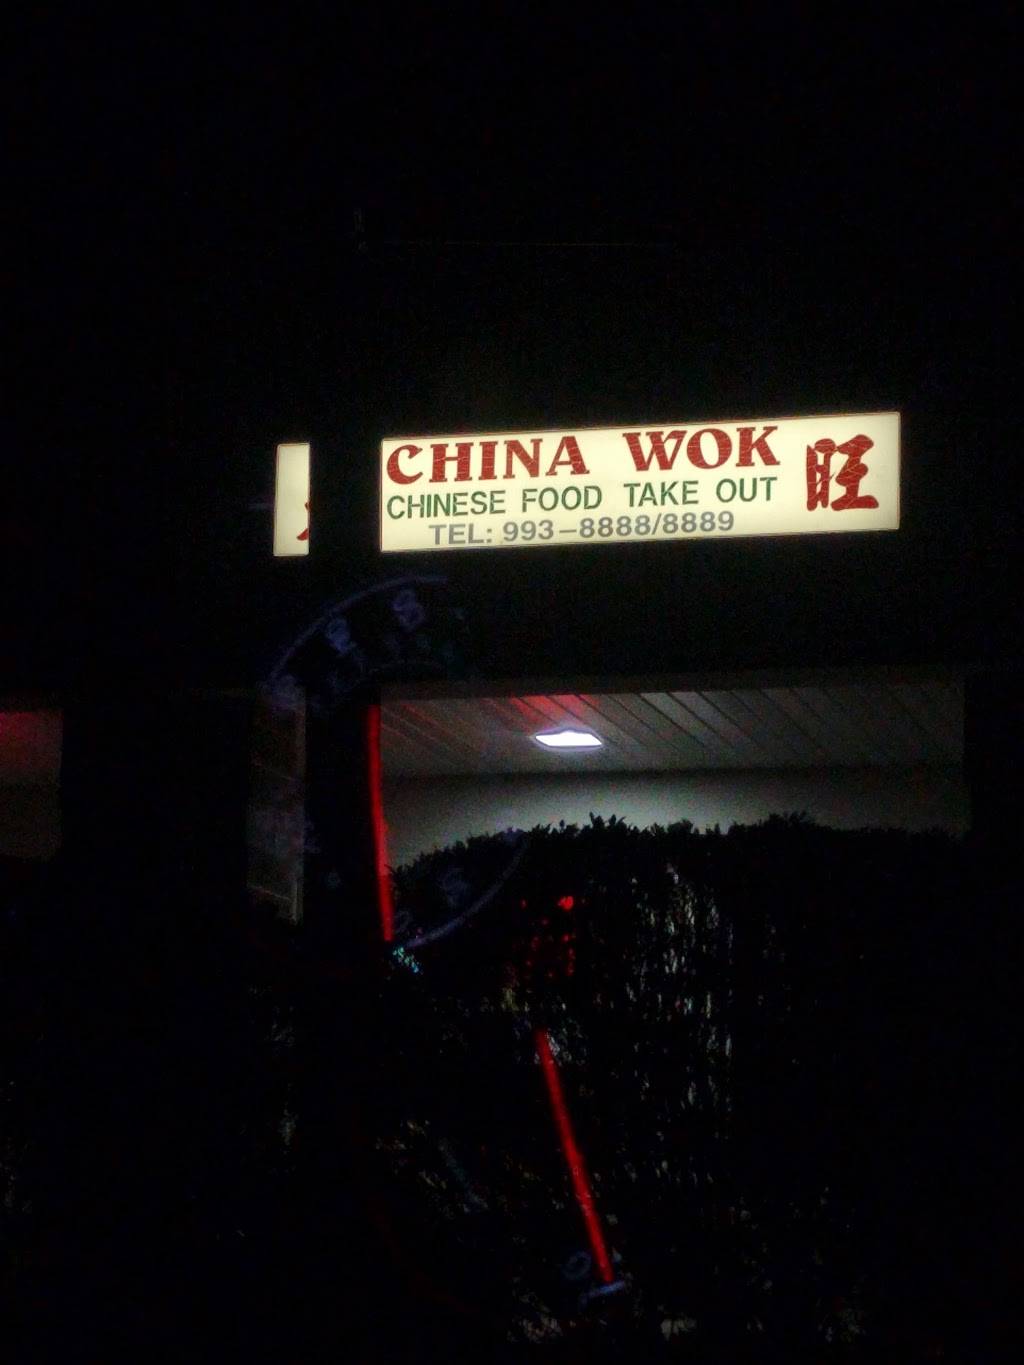 CHINA WOK 旺
CHINESE FOOD TAKE OUT
TEL: 993-8888/8889